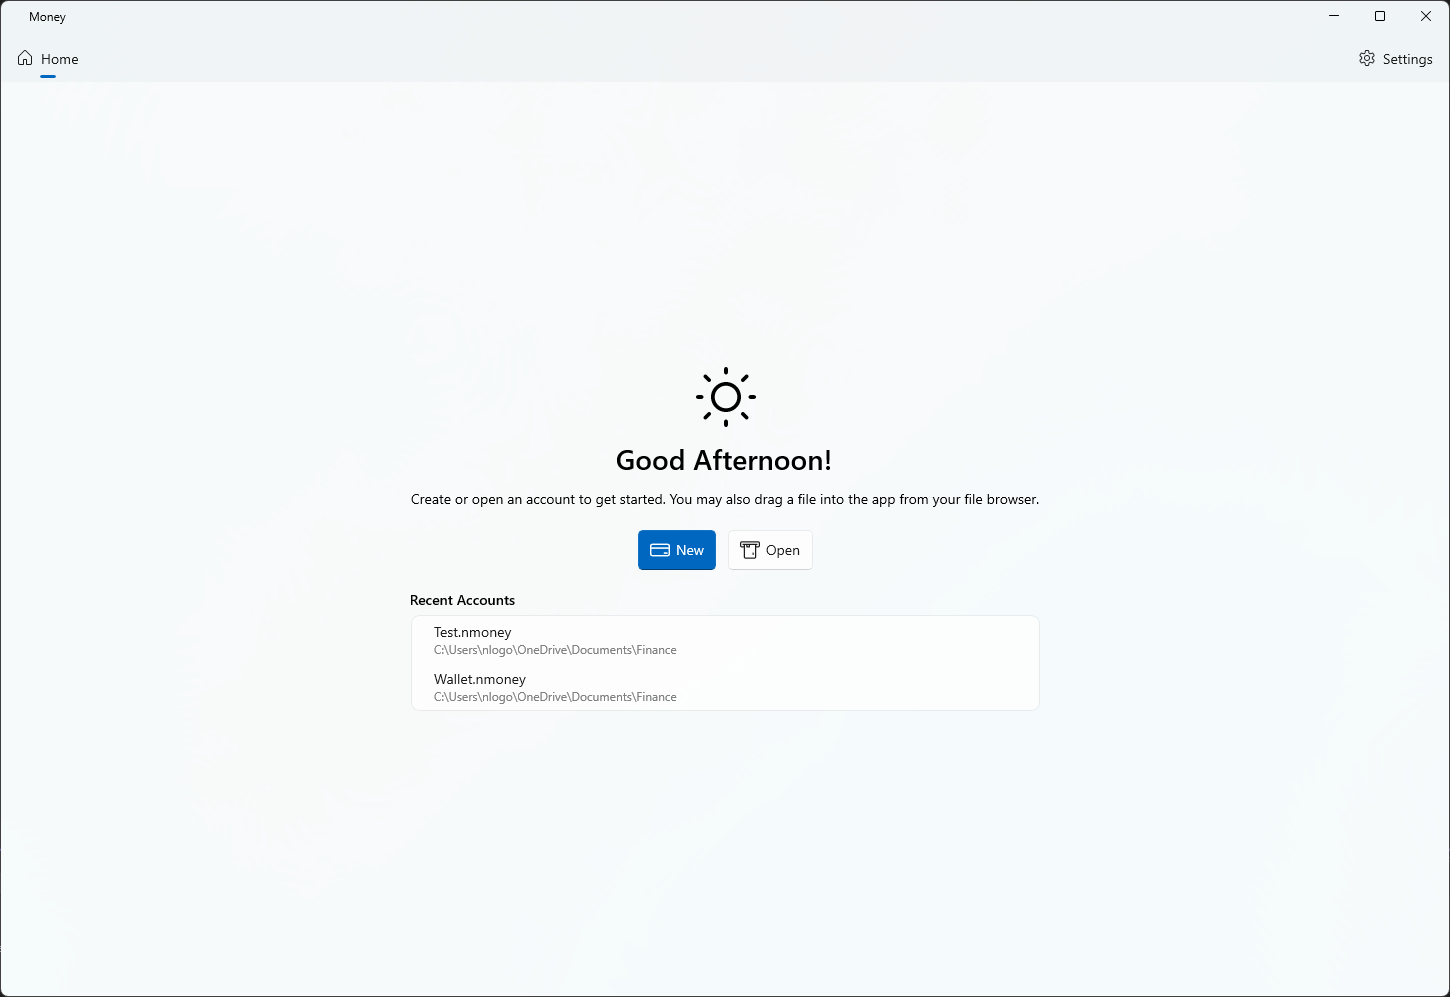 Money
Home
Settings
Good Afternoon!
Create or open an account to get started. You may also drag a file into the app from your file browser.
New
Open
Recent Accounts
Test.nmoney
C:\Users\nlogo\OneDrive\Documents\Finance
Wallet.nmoney
C:\Users\nlogo\OneDrive\Documents\Finance